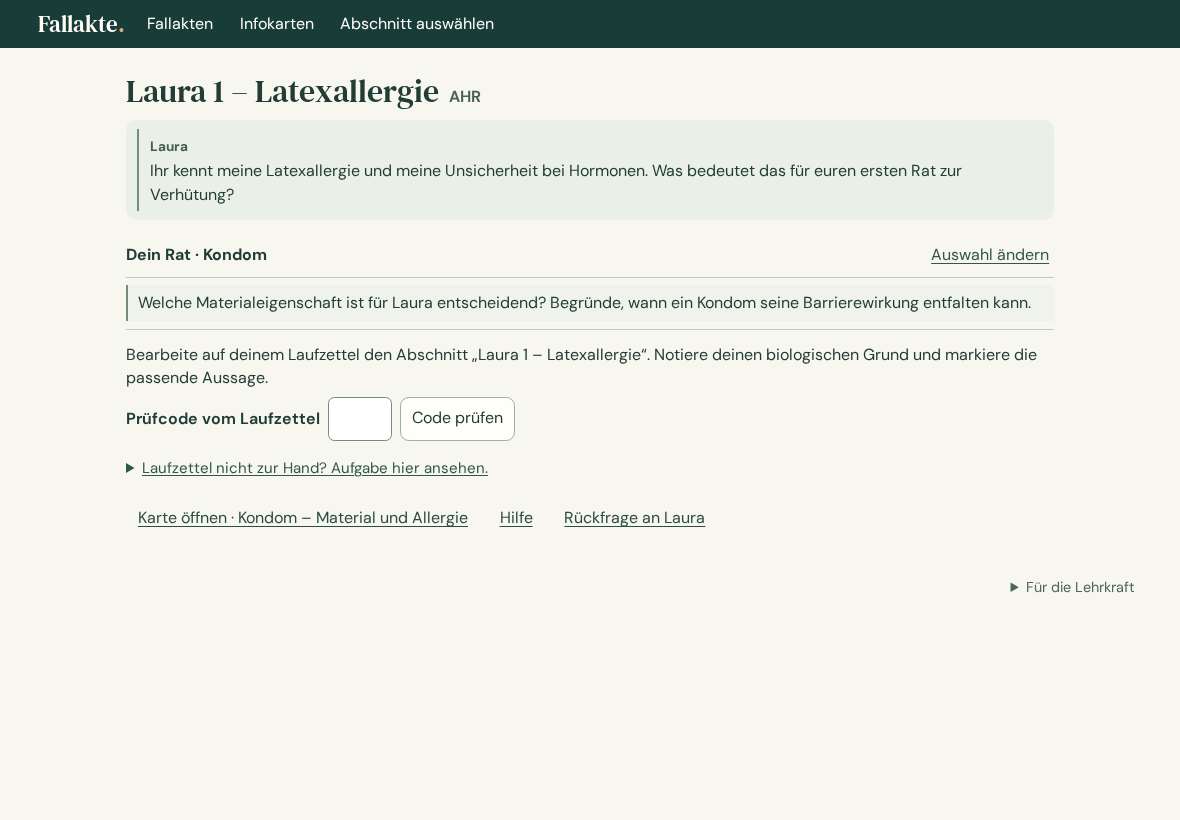 Fallakte. Fallakten Infokarten Abschnitt auswählen
Laura 1 – Latexallergie AHR
Laura
Ihr kennt meine Latexallergie und meine Unsicherheit bei Hormonen. Was bedeutet das für euren ersten Rat zur
Verhütung?
Dein Rat · Kondom Auswahl ändern
Welche Materialeigenschaft ist für Laura entscheidend? Begründe, wann ein Kondom seine Barrierewirkung entfalten kann.
Bearbeite auf deinem Laufzettel den Abschnitt „Laura 1 – Latexallergie“. Notiere deinen biologischen Grund und markiere die
passende Aussage.
Prüfcode vom Laufzettel Code prüfen
Laufzettel nicht zur Hand? Aufgabe hier ansehen.
Karte öffnen · Kondom – Material und Allergie Hilfe Rückfrage an Laura
Für die Lehrkraft